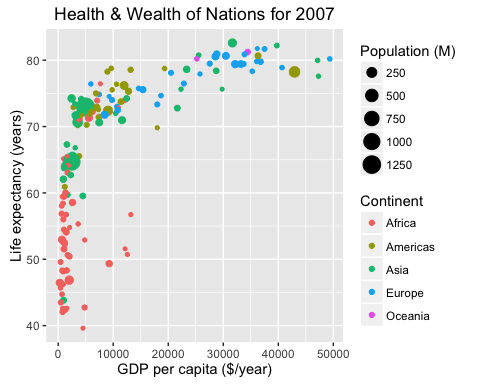 Health & Wealth of Nations for 2007
Life expectancy (years)
80
70
60
50
40
0 10000 20000 30000 40000 50000
GDP per capita ($/year)
Population (M)
250
500
750
1000
1250
Continent
Africa
Americas
Asia
Europe
Oceania